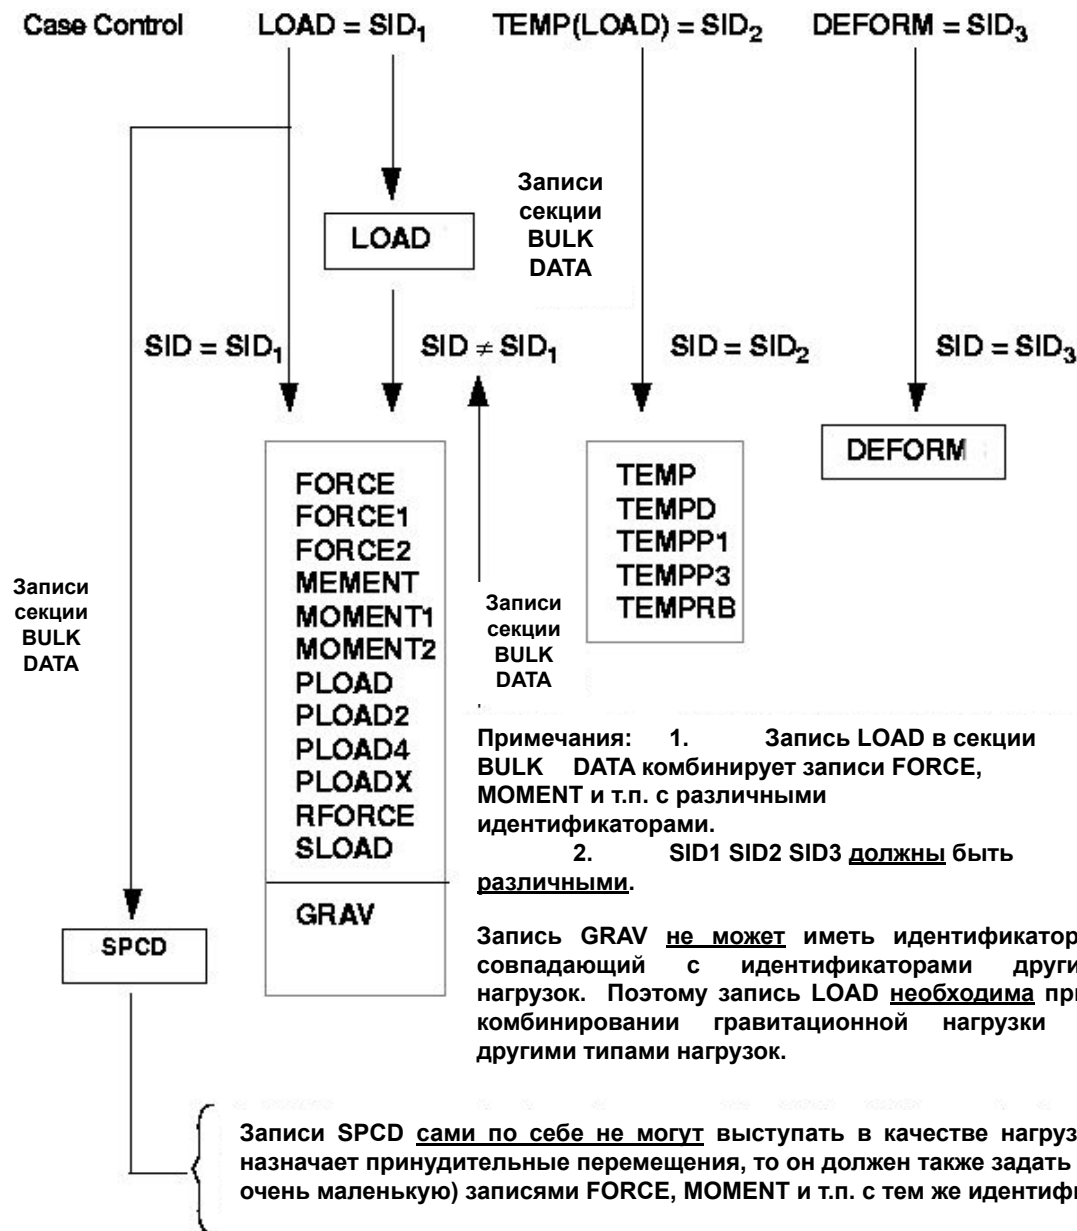 Case Control LOAD = SID1 TEMP(LOAD) = SID2 DEFORM = SID3
Записи
секции
BULK
DATA
LOAD
SID = SID1 SID ≠ SID1 SID = SID2 SID = SID3
FORCE
FORCE1
FORCE2
MEMENT
MOMENT1
MOMENT2
PLOAD
PLOAD2
PLOAD4
PLOADX
RFORCE
SLOAD
GRAV
TEMP
TEMPD
TEMPP1
TEMPP3
TEMPRB
DEFORM
Записи
секции
BULK
DATA
Записи
секции
BULK
DATA
SPCD
Примечания: 1. Запись LOAD в секции
BULK DATA комбинирует записи FORCE,
MOMENT и т.п. с различными
идентификаторами.
2. SID1 SID2 SID3 должны быть
различными.
Запись GRAV не может иметь идентификатор
совпадающий с идентификаторами други
нагрузок. Поэтому запись LOAD необходима при
комбинировании гравитационной нагрузки
другими типами нагрузок.
Записи SPCD сами по себе не могут выступать в качестве нагруз
назначает принудительные перемещения, то он должен также задать
очень маленькую) записями FORCE, MOMENT и т.п. с тем же идентиф